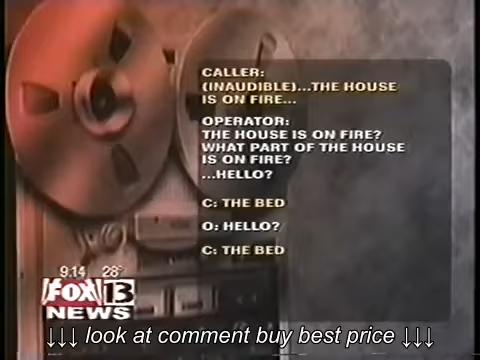 CALLER:
(INAUDIBLE)...THE HOUSE
IS ON FIRE...
OPERATOR:
THE HOUSE IS ON FIRE?
WHAT PART OF THE HOUSE
IS ON FIRE?
...HELLO?
C: THE BED
O: HELLO?
C: THE BED
9:14 28°
FOX 13
NEWS
↓↓↓ look at comment buy best price ↓↓↓